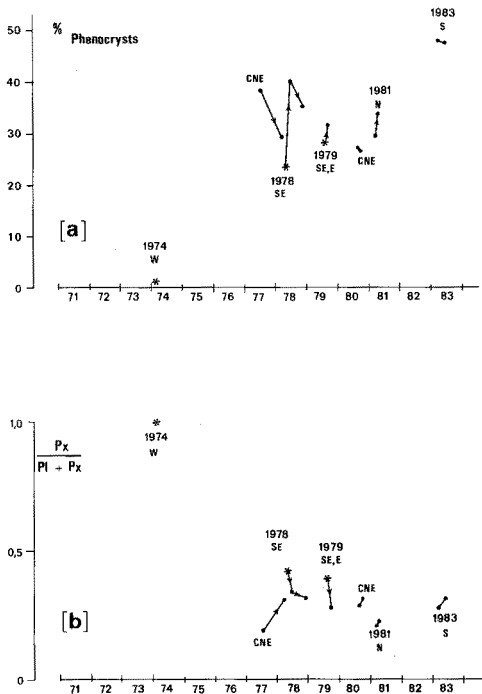 50
%
Phenocrysts
1983
S
CNE
1981
N
40
30
1979
SE,E
CNE
1978
SE
20
[a]
10
1974
W
0
71 72 73 74 75 76 77 78 79 80 81 82 83
1,0
Px
Pl + Px
1974
W
1978
SE
1979
SE,E
0,5
CNE
CNE
1981
N
1983
S
[b]
0
71 72 73 74 75 76 77 78 79 80 81 82 83